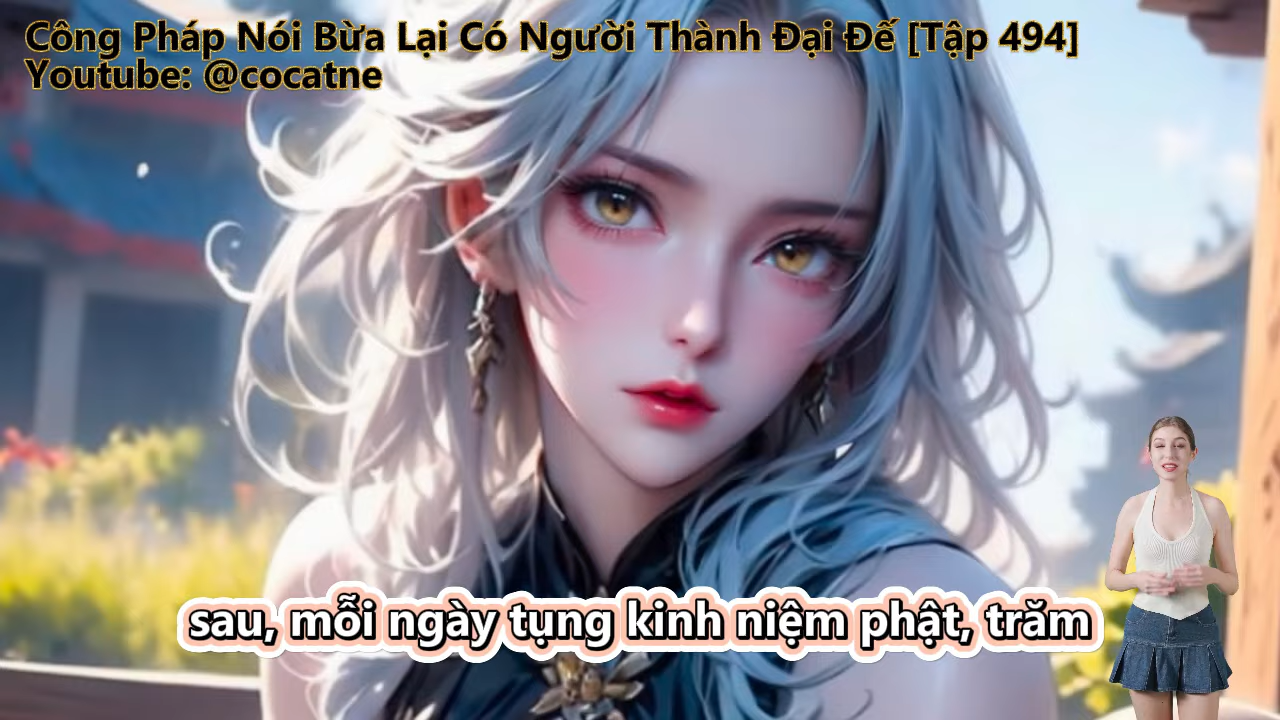 Công Pháp Nói Bừa Lại Có Người Thành Đại Đế [Tập 494]
Youtube: @cocatne
sau, mỗi ngày tụng kinh niệm phật, trăm